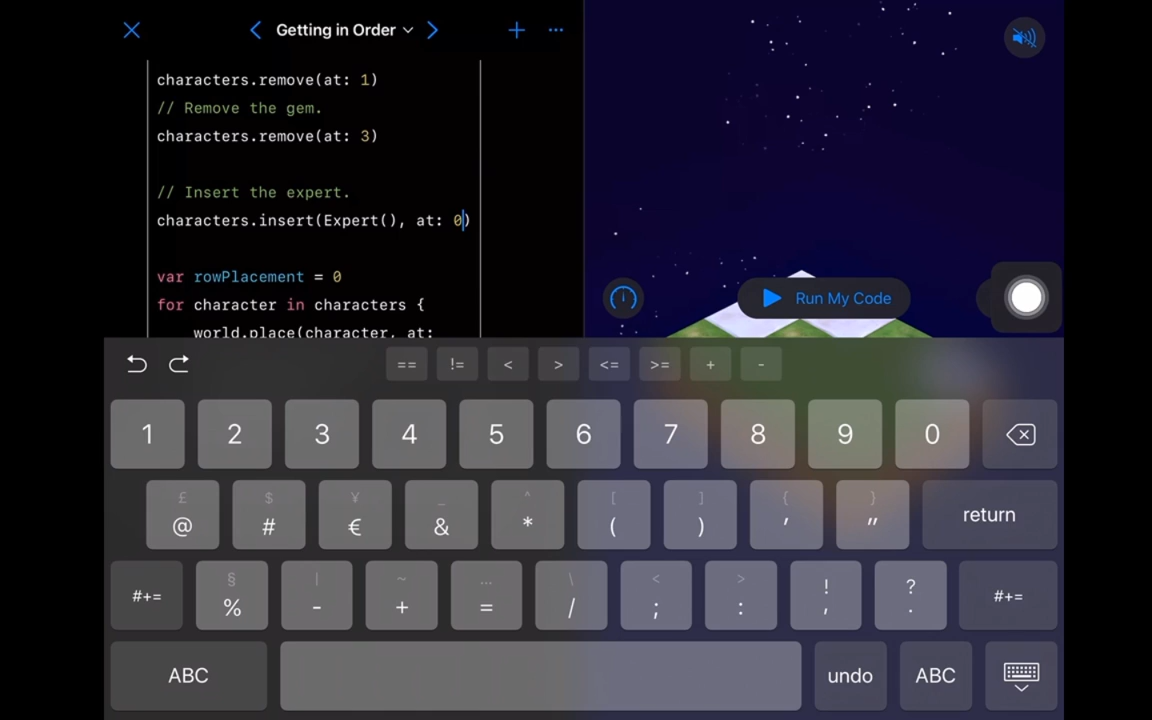 Getting in Order
characters.remove(at: 1)
// Remove the gem.
characters.remove(at: 3)
// Insert the expert.
characters.insert(Expert(), at: 0)
var rowPlacement = 0
for character in characters {
world.place(character, at:
Run My Code
== != < > <= >= + -
1 2 3 4 5 6 7 8 9 0
£ $ ¥ _ ^ [ ] { }
@ # € & * ( ) ' " return
§ | ~ … \ < > ! ?
#+= % - + = / ; : , . #+=
ABC undo ABC